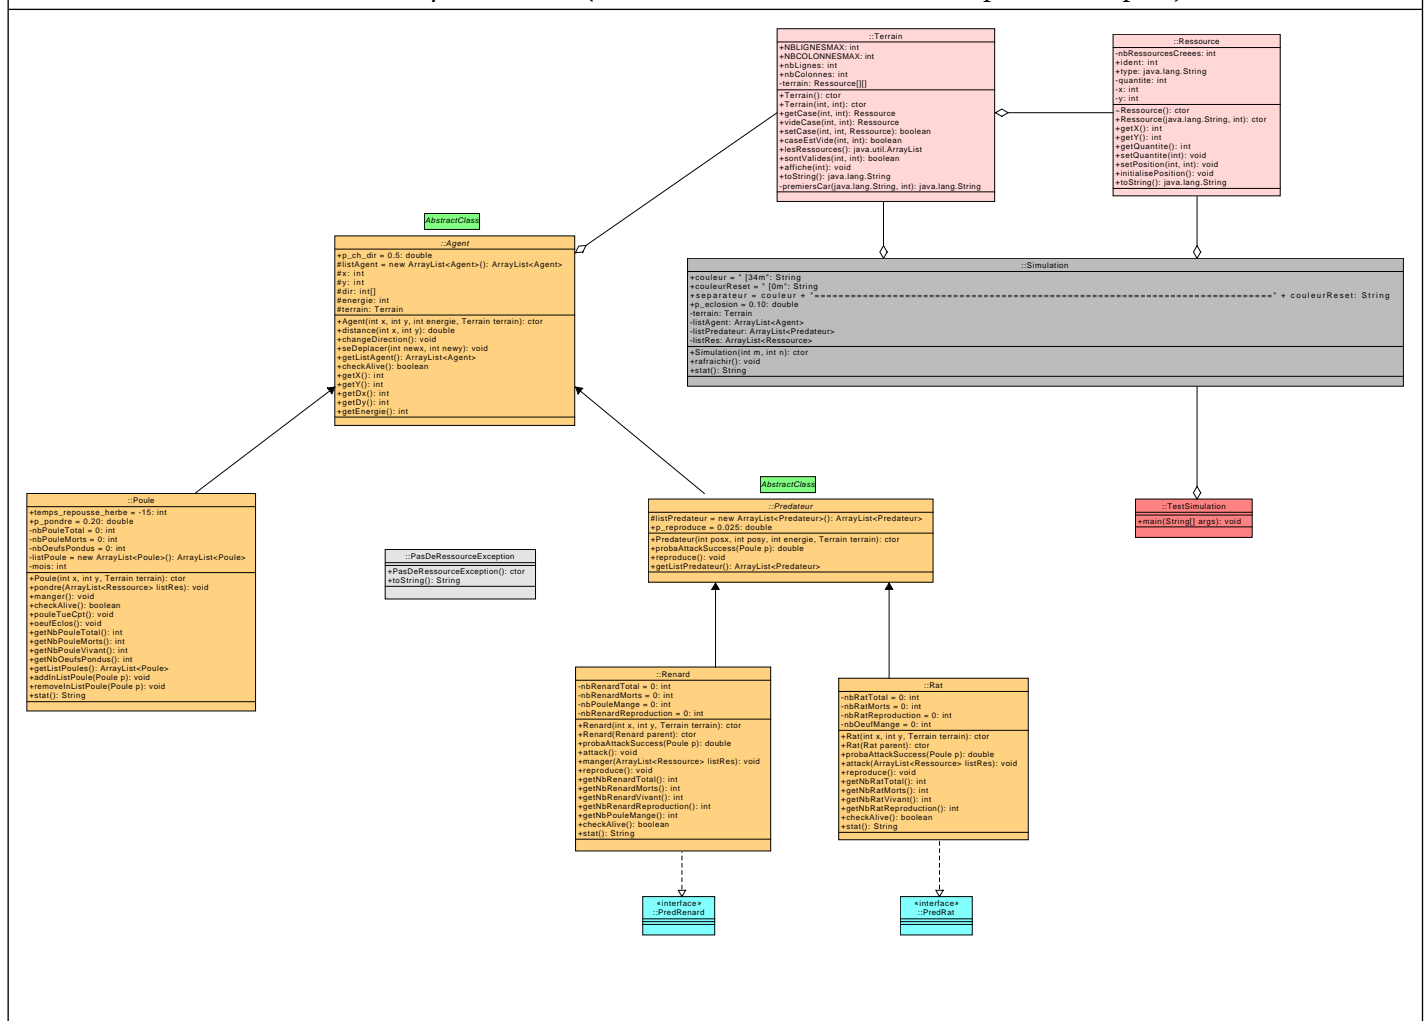 ::Terrain
+NBLIGNESMAX: int
+NBCOLONNESMAX: int
+nbLignes: int
+nbColonnes: int
-terrain: Ressource[][]
+Terrain(): ctor
+Terrain(int, int): ctor
+getCase(int, int): Ressource
+videCase(int, int): Ressource
+setCase(int, int, Ressource): boolean
+caseEstVide(int, int): boolean
+lesRessources(): java.util.ArrayList
+sontValides(int, int): boolean
+affiche(int): void
+toString(): java.lang.String
-premiersCar(java.lang.String, int): java.lang.String
::Ressource
-nbRessourcesCreees: int
+ident: int
+type: java.lang.String
-quantite: int
-x: int
-y: int
~Ressource(): ctor
+Ressource(java.lang.String, int): ctor
+getX(): int
+getY(): int
+getQuantite(): int
+setQuantite(int): void
+setPosition(int, int): void
+initialisePosition(): void
+toString(): java.lang.String
AbstractClass
::Agent
+p_ch_dir = 0.5: double
#listAgent = new ArrayList<Agent>(): ArrayList<Agent>
#x: int
#y: int
#dir: int[]
#energie: int
#terrain: Terrain
+Agent(int x, int y, int energie, Terrain terrain): ctor
+distance(int x, int y): double
+changeDirection(): void
+seDeplacer(int newx, int newy): void
+getListAgent(): ArrayList<Agent>
+checkAlive(): boolean
+getX(): int
+getY(): int
+getDx(): int
+getDy(): int
+getEnergie(): int
::Simulation
+couleur = " [34m": String
+couleurReset = " [0m": String
+separateur = couleur + "==============================================================================" + couleurReset: String
+p_eclosion = 0.10: double
-terrain: Terrain
-listAgent: ArrayList<Agent>
-listPredateur: ArrayList<Predateur>
-listRes: ArrayList<Ressource>
+Simulation(int m, int n): ctor
+rafraichir(): void
+stat(): String
::Poule
+temps_repousse_herbe = -15: int
+p_pondre = 0.20: double
-nbPouleTotal = 0: int
-nbPouleMorts = 0: int
-nbOeufsPondus = 0: int
-listPoule = new ArrayList<Poule>(): ArrayList<Poule>
-mois: int
+Poule(int x, int y, Terrain terrain): ctor
+pondre(ArrayList<Ressource> listRes): void
+manger(): void
+checkAlive(): boolean
+pouleTueCpt(): void
+oeufEclos(): void
+getNbPouleTotal(): int
+getNbPouleMorts(): int
+getNbPouleVivant(): int
+getNbOeufsPondus(): int
+getListPoules(): ArrayList<Poule>
+addInListPoule(Poule p): void
+removeInListPoule(Poule p): void
+stat(): String
::PasDeRessourceException
+PasDeRessourceException(): ctor
+toString(): String
AbstractClass
::Predateur
#listPredateur = new ArrayList<Predateur>(): ArrayList<Predateur>
+p_reproduce = 0.025: double
+Predateur(int posx, int posy, int energie, Terrain terrain): ctor
+probaAttackSuccess(Poule p): double
+reproduce(): void
+getListPredateur(): ArrayList<Predateur>
::TestSimulation
+main(String[] args): void
::Renard
-nbRenardTotal = 0: int
-nbRenardMorts = 0: int
-nbPouleMange = 0: int
-nbRenardReproduction = 0: int
+Renard(int x, int y, Terrain terrain): ctor
+Renard(Renard parent): ctor
+probaAttackSuccess(Poule p): double
+attack(): void
+manger(ArrayList<Ressource> listRes): void
+reproduce(): void
+getNbRenardTotal(): int
+getNbRenardMorts(): int
+getNbRenardVivant(): int
+getNbRenardReproduction(): int
+getNbPouleMange(): int
+checkAlive(): boolean
+stat(): String
::Rat
-nbRatTotal = 0: int
-nbRatMorts = 0: int
-nbRatReproduction = 0: int
-nbOeufMange = 0: int
+Rat(int x, int y, Terrain terrain): ctor
+Rat(Rat parent): ctor
+probaAttackSuccess(Poule p): double
+attack(ArrayList<Ressource> listRes): void
+reproduce(): void
+getNbRatTotal(): int
+getNbRatMorts(): int
+getNbRatVivant(): int
+getNbRatReproduction(): int
+checkAlive(): boolean
+stat(): String
«interface»
::PredRenard
«interface»
::PredRat